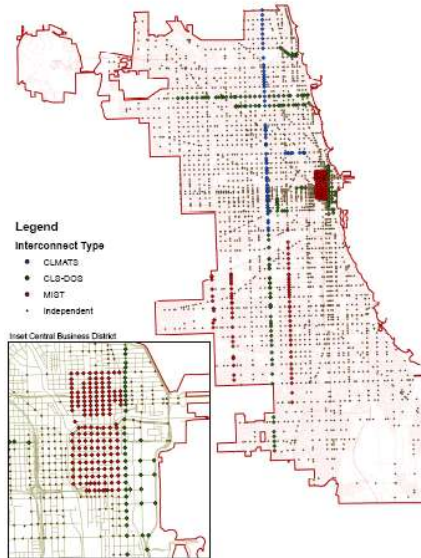 Legend
Interconnect Type
CLMATS
CLS-DOS
MIST
Independent
Inset Central Business District